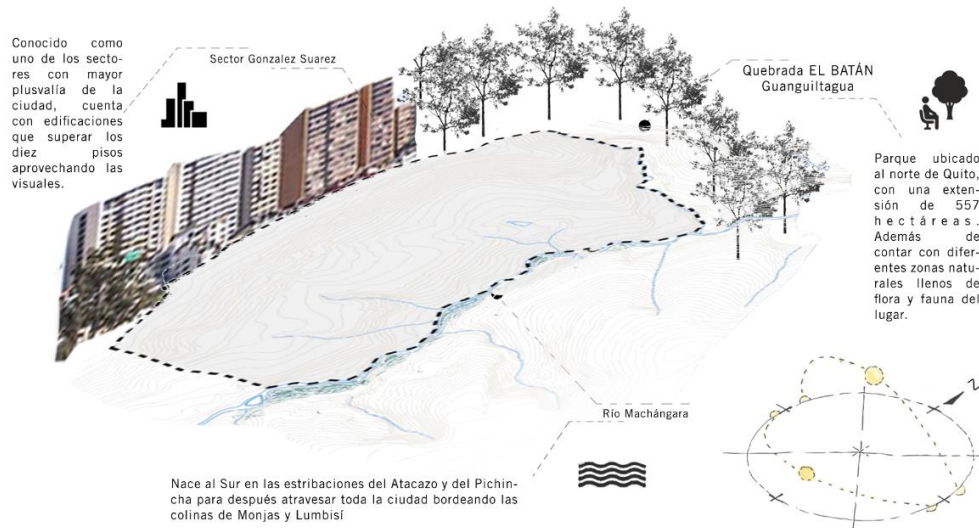 Conocido como
uno de los secto-
res con mayor
plusvalía de la
ciudad, cuenta
con edificaciones
que superar los
diez pisos
aprovechando las
visuales.
Sector Gonzalez Suarez
Quebrada EL BATÁN
Guanguiltagua
Parque ubicado
al norte de Quito,
con una exten-
sión de 557
hectáreas.
Además de
contar con difer-
entes zonas natu-
rales llenos de
flora y fauna del
lugar.
Río Machángara
N
Nace al Sur en las estribaciones del Atacazo y del Pichin-
cha para después atravesar toda la ciudad bordeando las
colinas de Monjas y Lumbisí